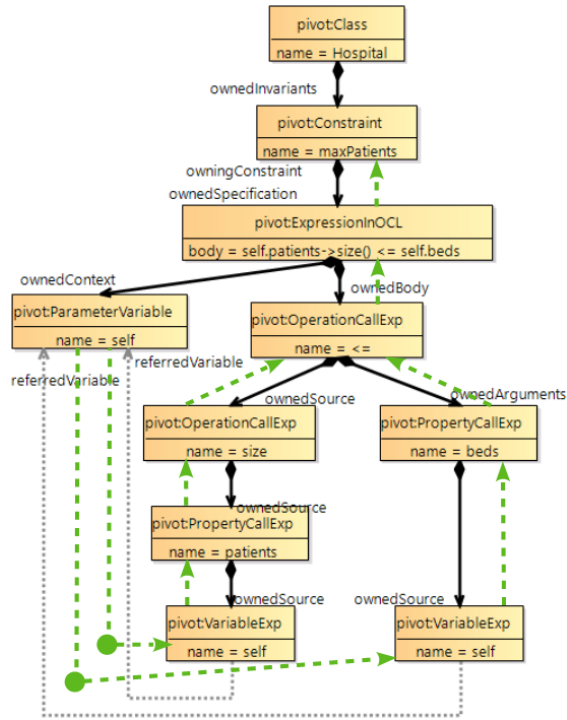 pivot:Class
name = Hospital
ownedInvariants
pivot:Constraint
name = maxPatients
owningConstraint
ownedSpecification
pivot:ExpressionInOCL
body = self.patients->size() <= self.beds
ownedContext
ownedBody
pivot:ParameterVariable
name = self
pivot:OperationCallExp
name = <=
referredVariable
referredVariable
ownedSource
ownedArguments
pivot:OperationCallExp
name = size
pivot:PropertyCallExp
name = beds
ownedSource
pivot:PropertyCallExp
name = patients
ownedSource
ownedSource
pivot:VariableExp
name = self
pivot:VariableExp
name = self